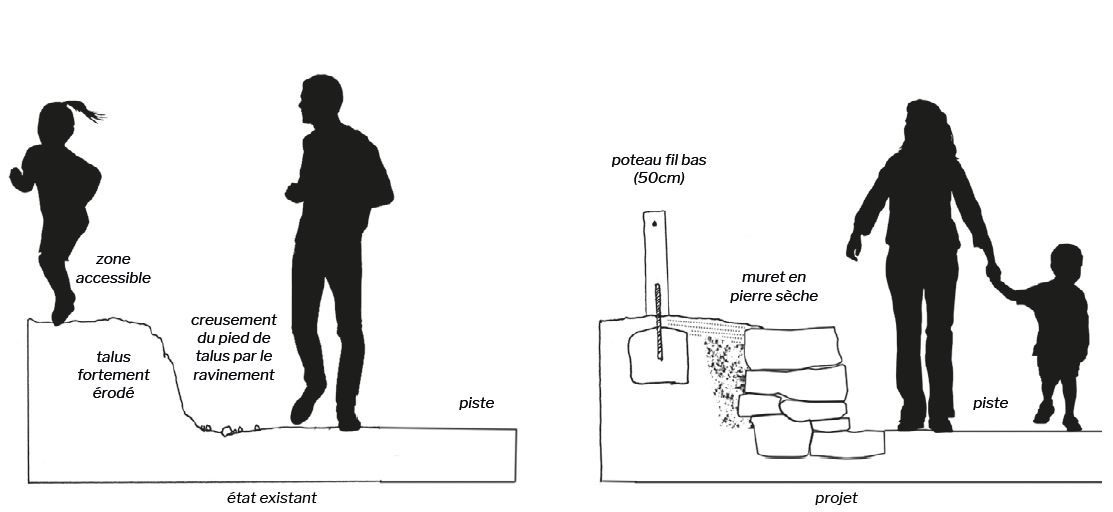 zone
accessible
creusement
du pied de
talus par le
ravinement
talus
fortement
érodé
piste
état existant
poteau fil bas
(50cm)
muret en
pierre sèche
piste
projet